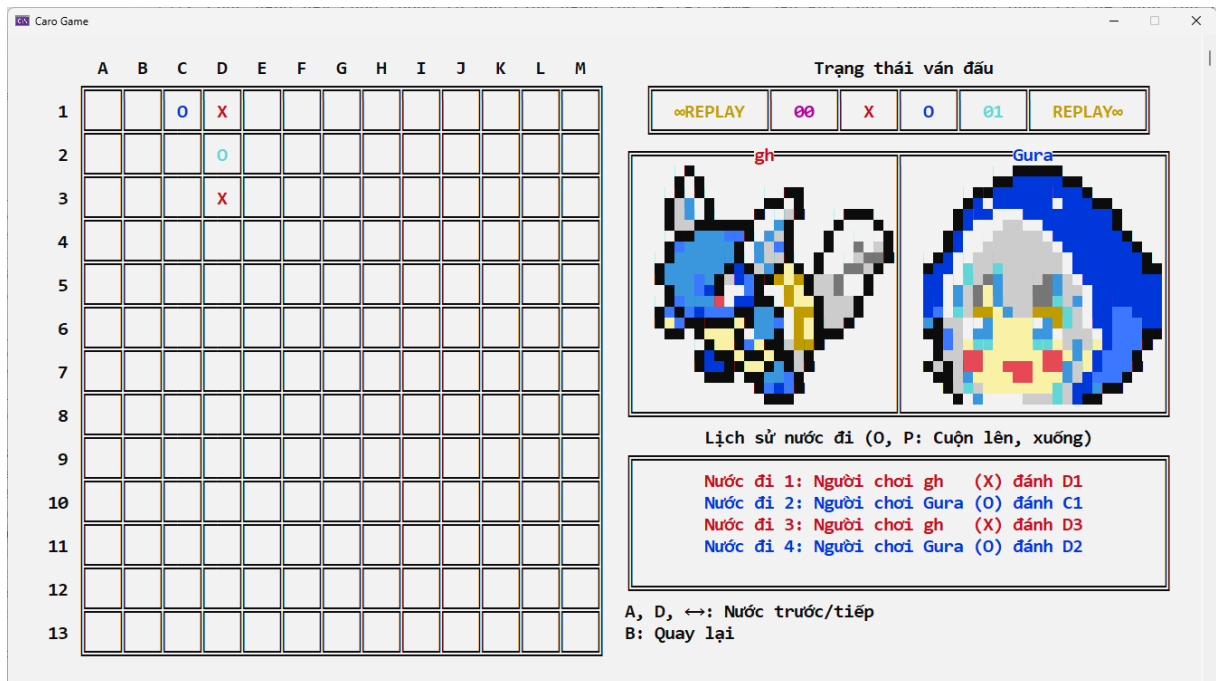 Caro Game
A B C D E F G H I J K L M
1 O X
2 O
3 X
4
5
6
7
8
9
10
11
12
13
Trạng thái ván đấu
∞REPLAY 00 X O 01 REPLAY∞
gh Gura
Lịch sử nước đi (O, P: Cuộn lên, xuống)
Nước đi 1: Người chơi gh (X) đánh D1
Nước đi 2: Người chơi Gura (O) đánh C1
Nước đi 3: Người chơi gh (X) đánh D3
Nước đi 4: Người chơi Gura (O) đánh D2
A, D, ↔: Nước trước/tiếp
B: Quay lại